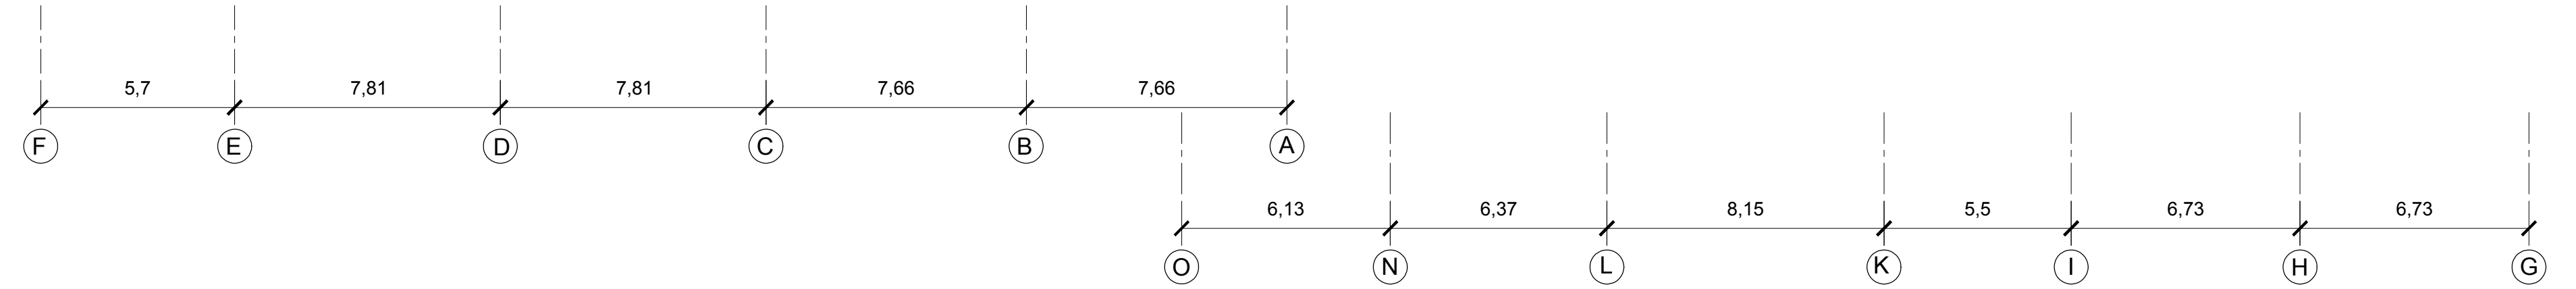 5,7 7,81 7,81 7,66 7,66
F E D C B A
6,13 6,37 8,15 5,5 6,73 6,73
O N L K I H G